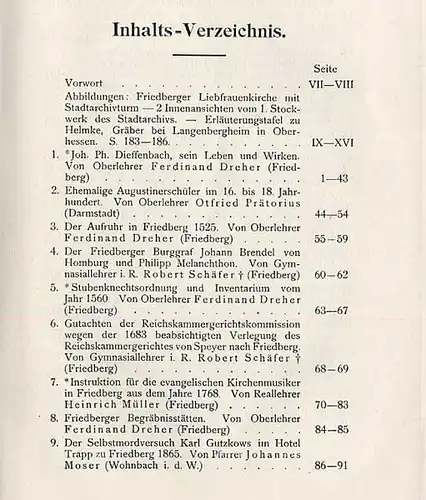 Inhalts-Verzeichnis.
Seite
Vorwort . . . . . . . . . . . . . . VII—VIII
Abbildungen: Friedberger Liebfrauenkirche mit
Stadtarchivturm — 2 Innenansichten vom 1. Stock-
werk des Stadtarchivs. — Erläuterungstafel zu
Helmke, Gräber bei Langenbergheim in Ober-
hessen. S. 183—186. . . . . . . . . . IX—XVI
1. *Joh. Ph. Dieffenbach, sein Leben und Wirken.
Von Oberlehrer Ferdinand Dreher (Fried-
berg) . . . . . . . . . . . . . . 1—43
2. Ehemalige Augustinerschüler im 16. bis 18. Jahr-
hundert. Von Oberlehrer Otfried Prätorius
(Darmstadt) . . . . . . . . . . . . 44—54
3. Der Aufruhr in Friedberg 1525. Von Oberlehrer
Ferdinand Dreher (Friedberg) . . . . . . 55—59
4. Der Friedberger Burggraf Johann Brendel von
Homburg und Philipp Melanchthon. Von Gym-
nasiallehrer i. R. Robert Schäfer † (Friedberg) 60—62
5. *Stubenknechtsordnung und Inventarium vom
Jahr 1560. Von Oberlehrer Ferdinand Dreher
(Friedberg) . . . . . . . . . . . . 63—67
6. Gutachten der Reichskammergerichtskommission
wegen der 1683 beabsichtigten Verlegung des
Reichskammergerichtes von Speyer nach Friedberg.
Von Gymnasiallehrer i. R. Robert Schäfer †
(Friedberg) . . . . . . . . . . . . 68—69
7. *Instruktion für die evangelischen Kirchenmusiker
in Friedberg aus dem Jahre 1768. Von Reallehrer
Heinrich Müller (Friedberg) . . . . . . 70—83
8. Friedberger Begräbnisstätten. Von Oberlehrer
Ferdinand Dreher (Friedberg) . . . . . . 84—85
9. Der Selbstmordversuch Karl Gutzkows im Hotel
Trapp zu Friedberg 1865. Von Pfarrer Johannes
Moser (Wohnbach i. d. W.) . . . . . . . 86—91